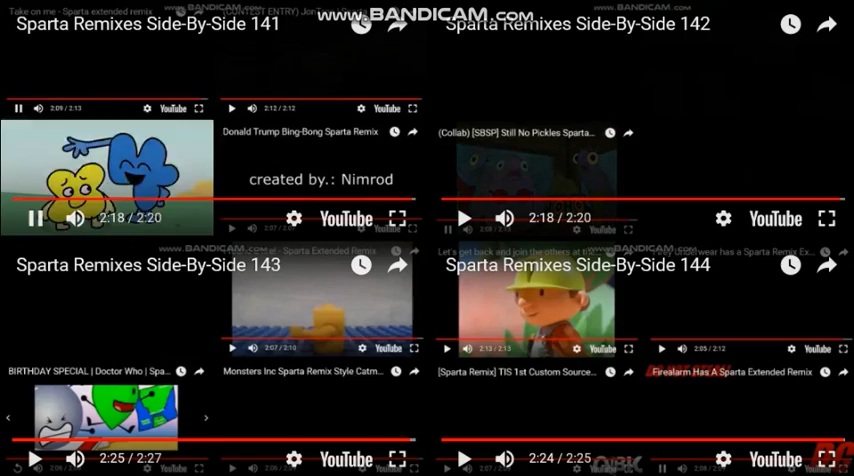 Take on me - Sparta extended remix
www.BANDICAM.com
www.BANDICAM.com
Sparta Remixes Side-By-Side 141
Sparta Remixes Side-By-Side 142
2:09 / 2:13
YouTube
2:12 / 2:12
YouTube
Donald Trump Bing-Bong Sparta Remix
(Collab) [SBSP] Still No Pickles Sparta...
created by.: Nimrod
2:18 / 2:20
YouTube
2:18 / 2:20
YouTube
www.BANDICAM.com
www.BANDICAM.com
Sparta Remixes Side-By-Side 143
Sparta Remixes Side-By-Side 144
2:07 / 2:10
YouTube
2:13 / 2:13
YouTube
2:05 / 2:12
YouTube
BIRTHDAY SPECIAL | Doctor Who | Spa...
Monsters Inc Sparta Remix Style Catm...
[Sparta Remix] TIS 1st Custom Source...
Firealarm Has A Sparta Extended Remix
2:25 / 2:27
YouTube
2:24 / 2:25
YouTube